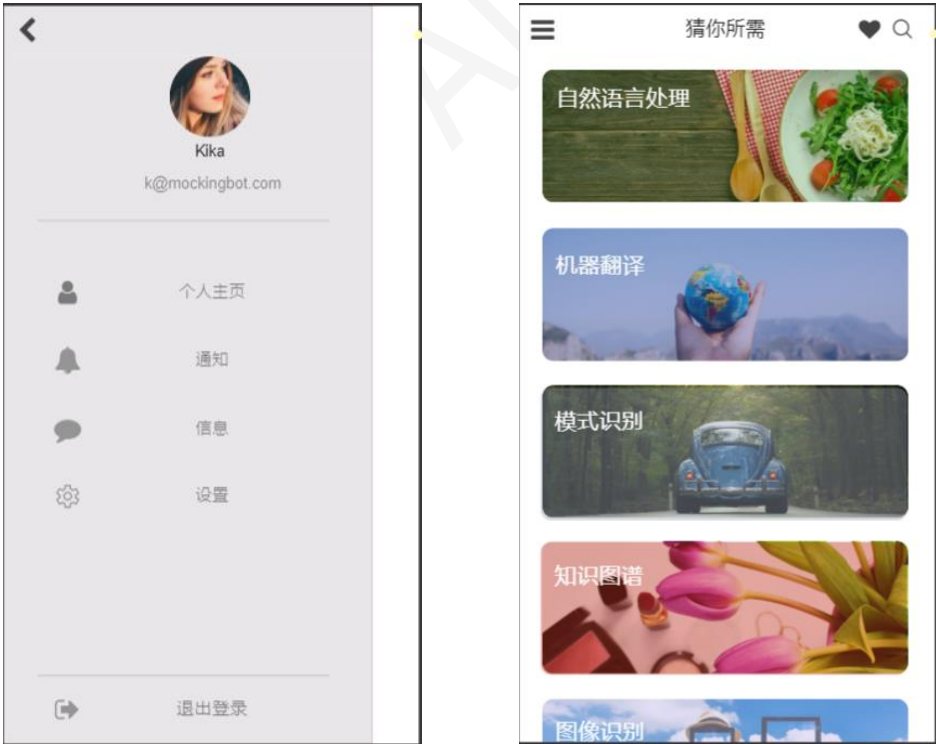 Kika
k@mockingbot.com
个人主页
通知
信息
设置
退出登录
猜你所需
自然语言处理
机器翻译
模式识别
知识图谱
图像识别